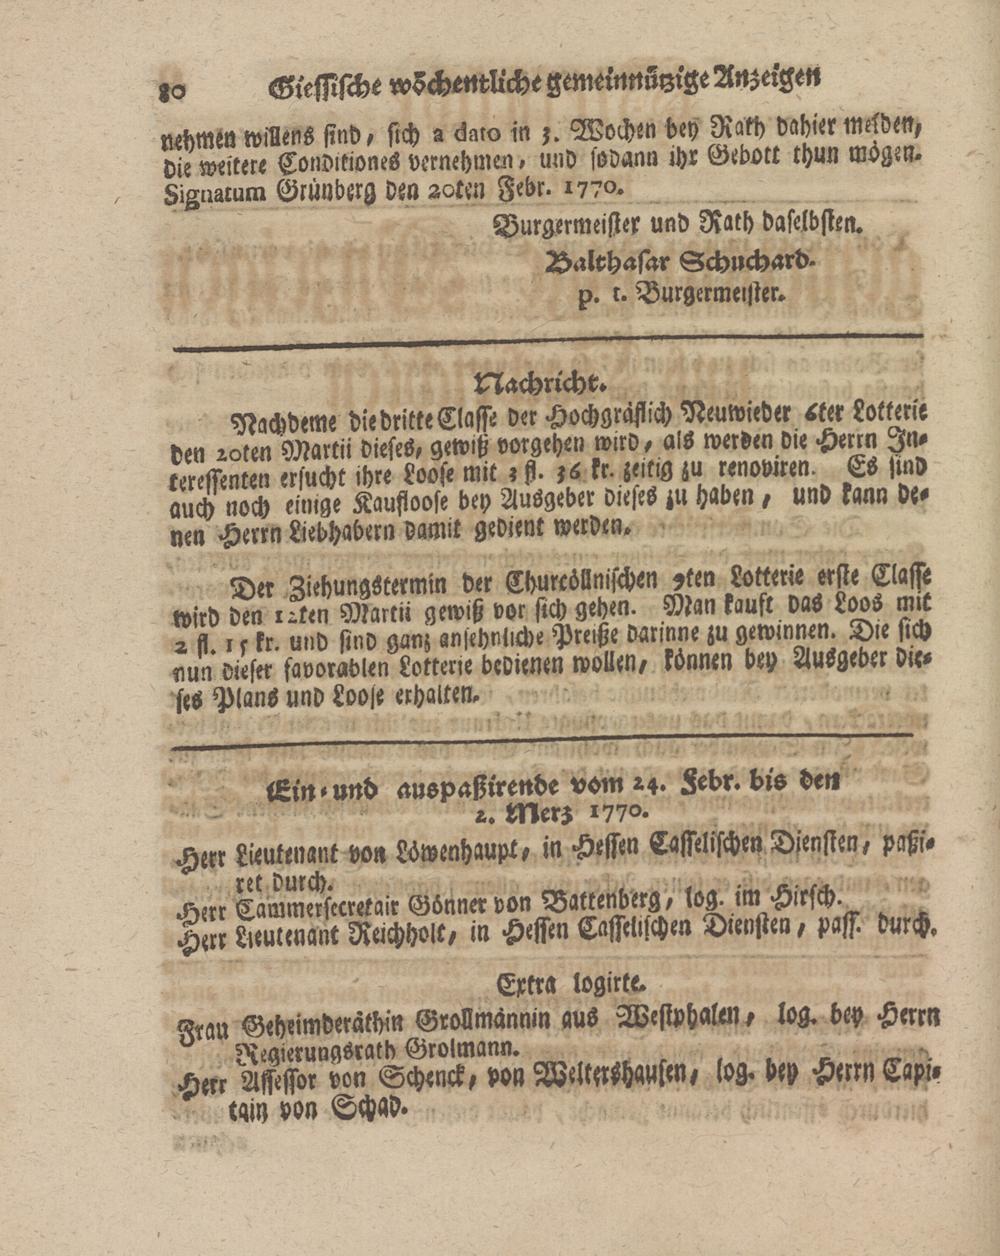 80 Giessische wöchentliche gemeinnützige Anzeigen
nehmen willens sind, sich a dato in 3. Wochen bey Rath dahier melden,
die weitere Conditiones vernehmen, und sodann ihr Gebott thun mögen.
Signatum Grünberg den 20ten Febr. 1770.
Burgermeister und Rath daselbsten.
Balthasar Schuchard.
p. t. Burgermeister.
Nachricht.
Nachdeme die dritte Classe der Hochgräflich Neuwieder 6ter Lotterie
den 20ten Martii dieses, gewiß vorgehen wird, als werden die Herrn In-
teressenten ersucht ihre Loose mit 3 fl. 36 kr. zeitig zu renoviren. Es sind
auch noch einige Kaufloose bey Ausgeber dieses zu haben, und kann de-
nen Herrn Liebhabern damit gedient werden.
Der Ziehungstermin der Churcöllnischen 9ten Lotterie erste Classe
wird den 12ten Martii gewiß vor sich gehen. Man kauft das Loos mit
2 fl. 15 kr. und sind ganz ansehnliche Preiße darinne zu gewinnen. Die sich
nun dieser favorablen Lotterie bedienen wollen, können bey Ausgeber die-
ses Plans und Loose erhalten.
Ein- und auspaßirende vom 24. Febr. bis den
2. Merz 1770.
Herr Lieutenant von Löwenhaupt, in Hessen Casselischen Diensten, paßi-
ret durch.
Herr Cammersecretair Gönner von Battenberg, log. im Hirsch.
Herr Lieutenant Reichholt, in Hessen Casselischen Diensten, pass. durch.
Extra logirte.
Frau Geheimderäthin Grollmännin aus Westphalen, log. bey Herrn
Regierungsrath Grolmann.
Herr Assessor von Schenck, von Weltershausen, log. bey Herrn Capi-
tain von Schad.